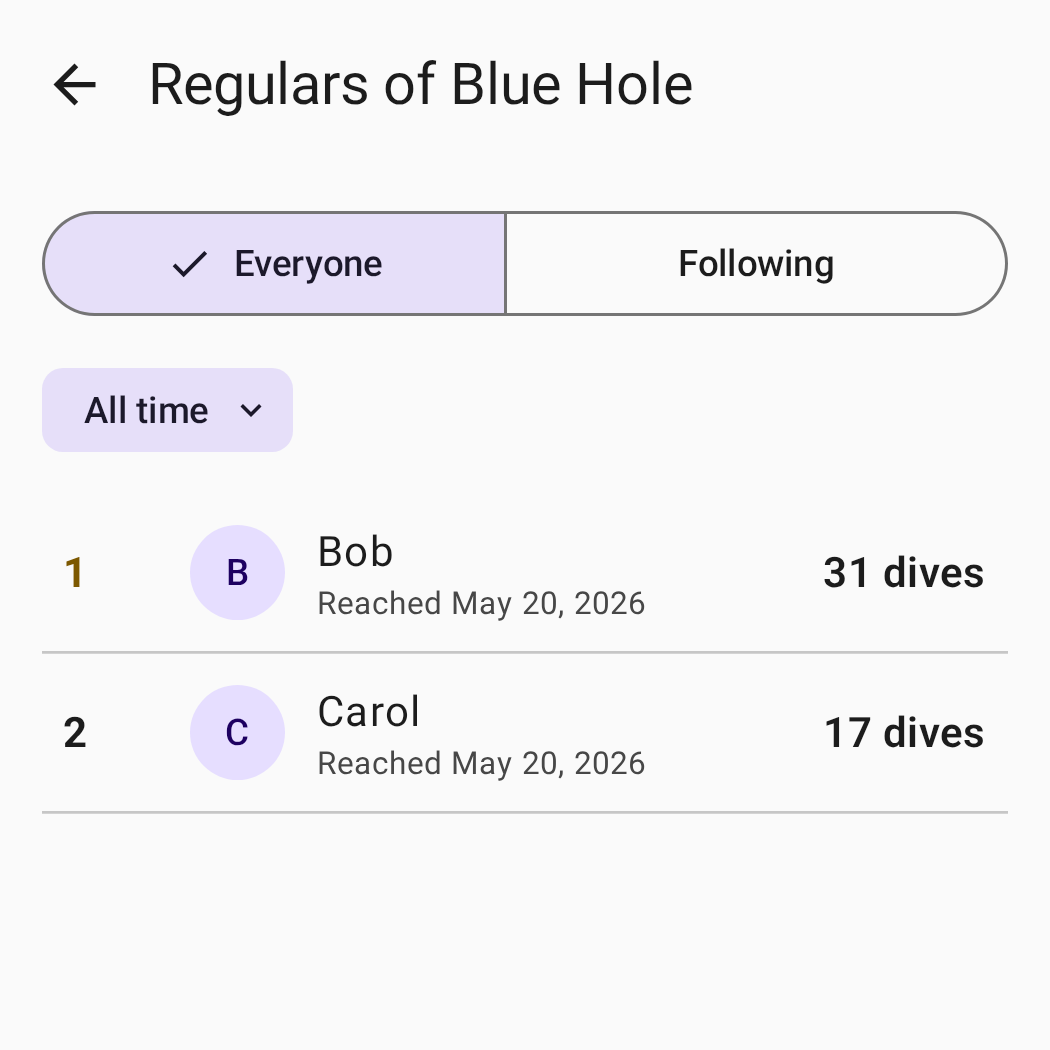 Regulars of Blue Hole
Everyone
Following
All time
1
B
Bob
Reached May 20, 2026
31 dives
2
C
Carol
Reached May 20, 2026
17 dives